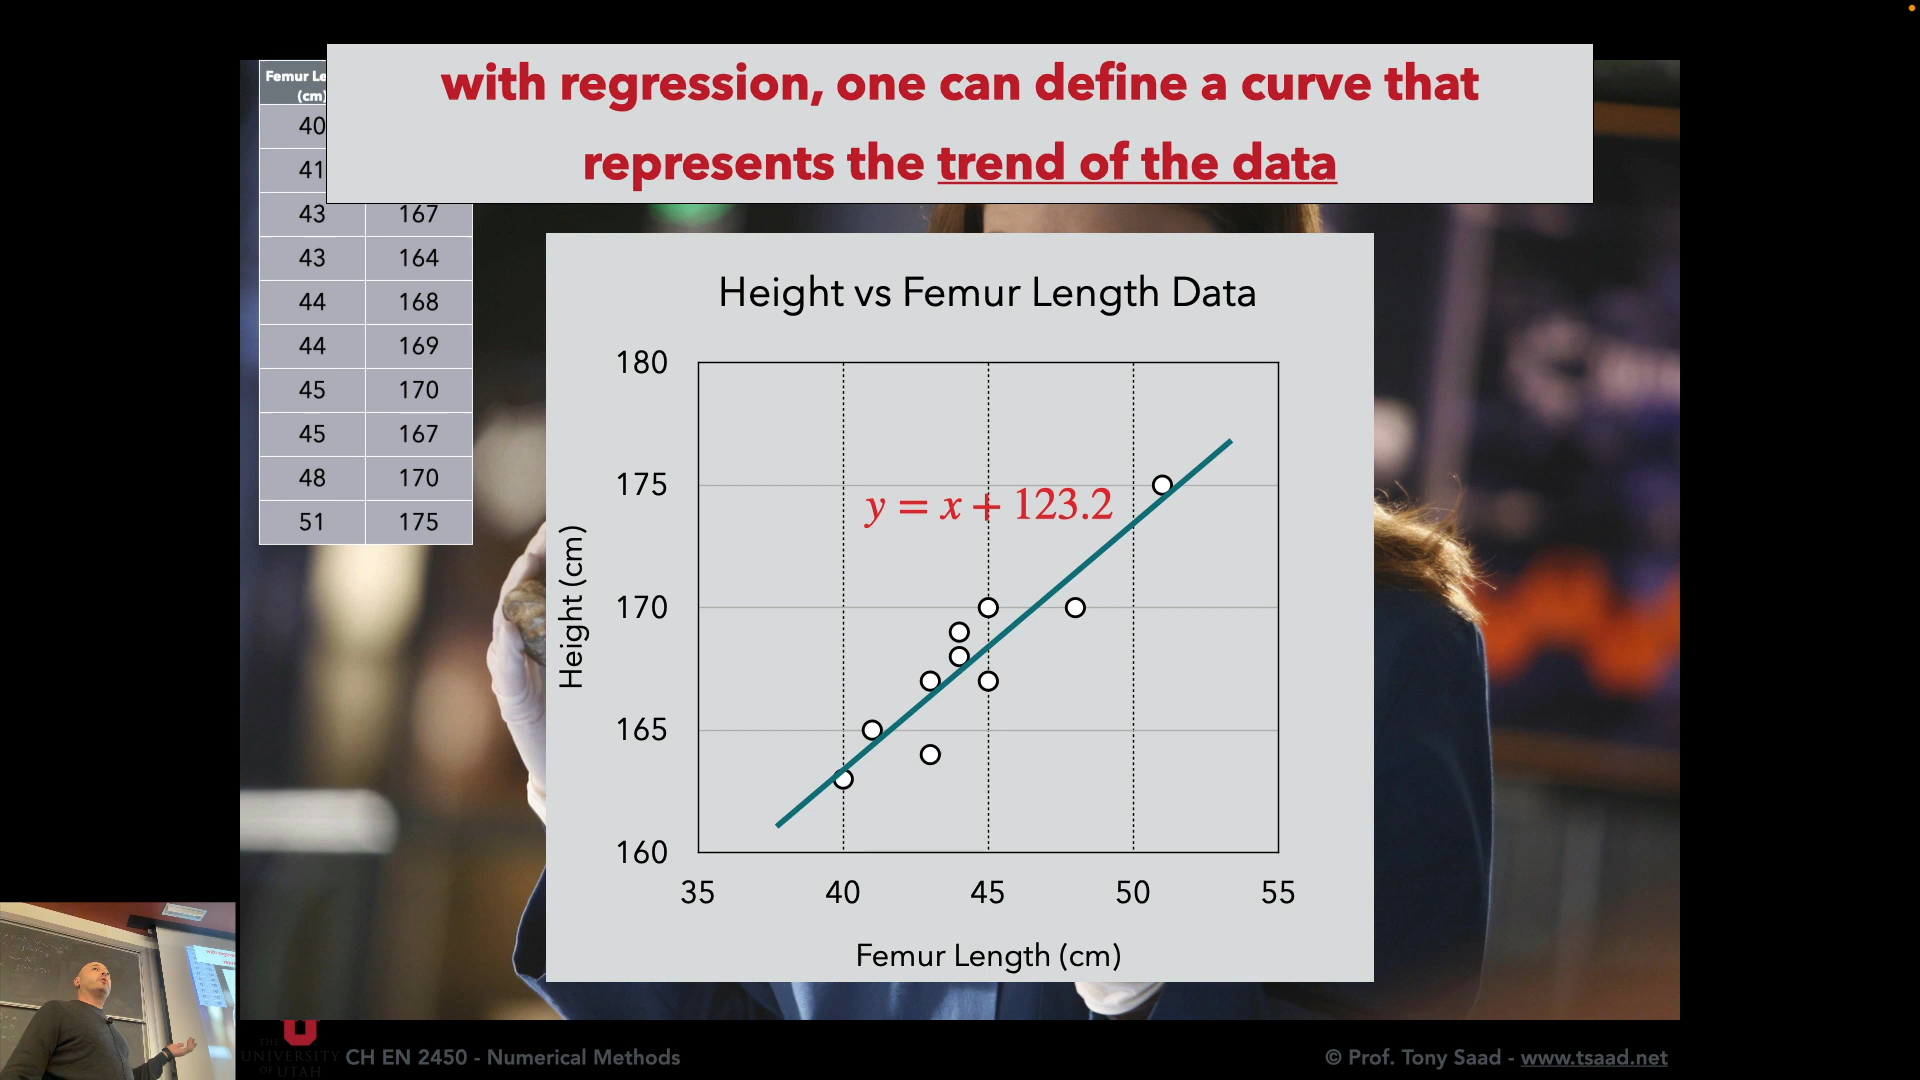 with regression, one can define a curve that
represents the trend of the data
Femur Le
(cm)
40
41
43 167
43 164
44 168
44 169
45 170
45 167
48 170
51 175
Height vs Femur Length Data
180
175
170
165
160
y = x + 123.2
Height (cm)
35 40 45 50 55
Femur Length (cm)
THE
UNIVERSITY
OF UTAH
CH EN 2450 - Numerical Methods
© Prof. Tony Saad - www.tsaad.net